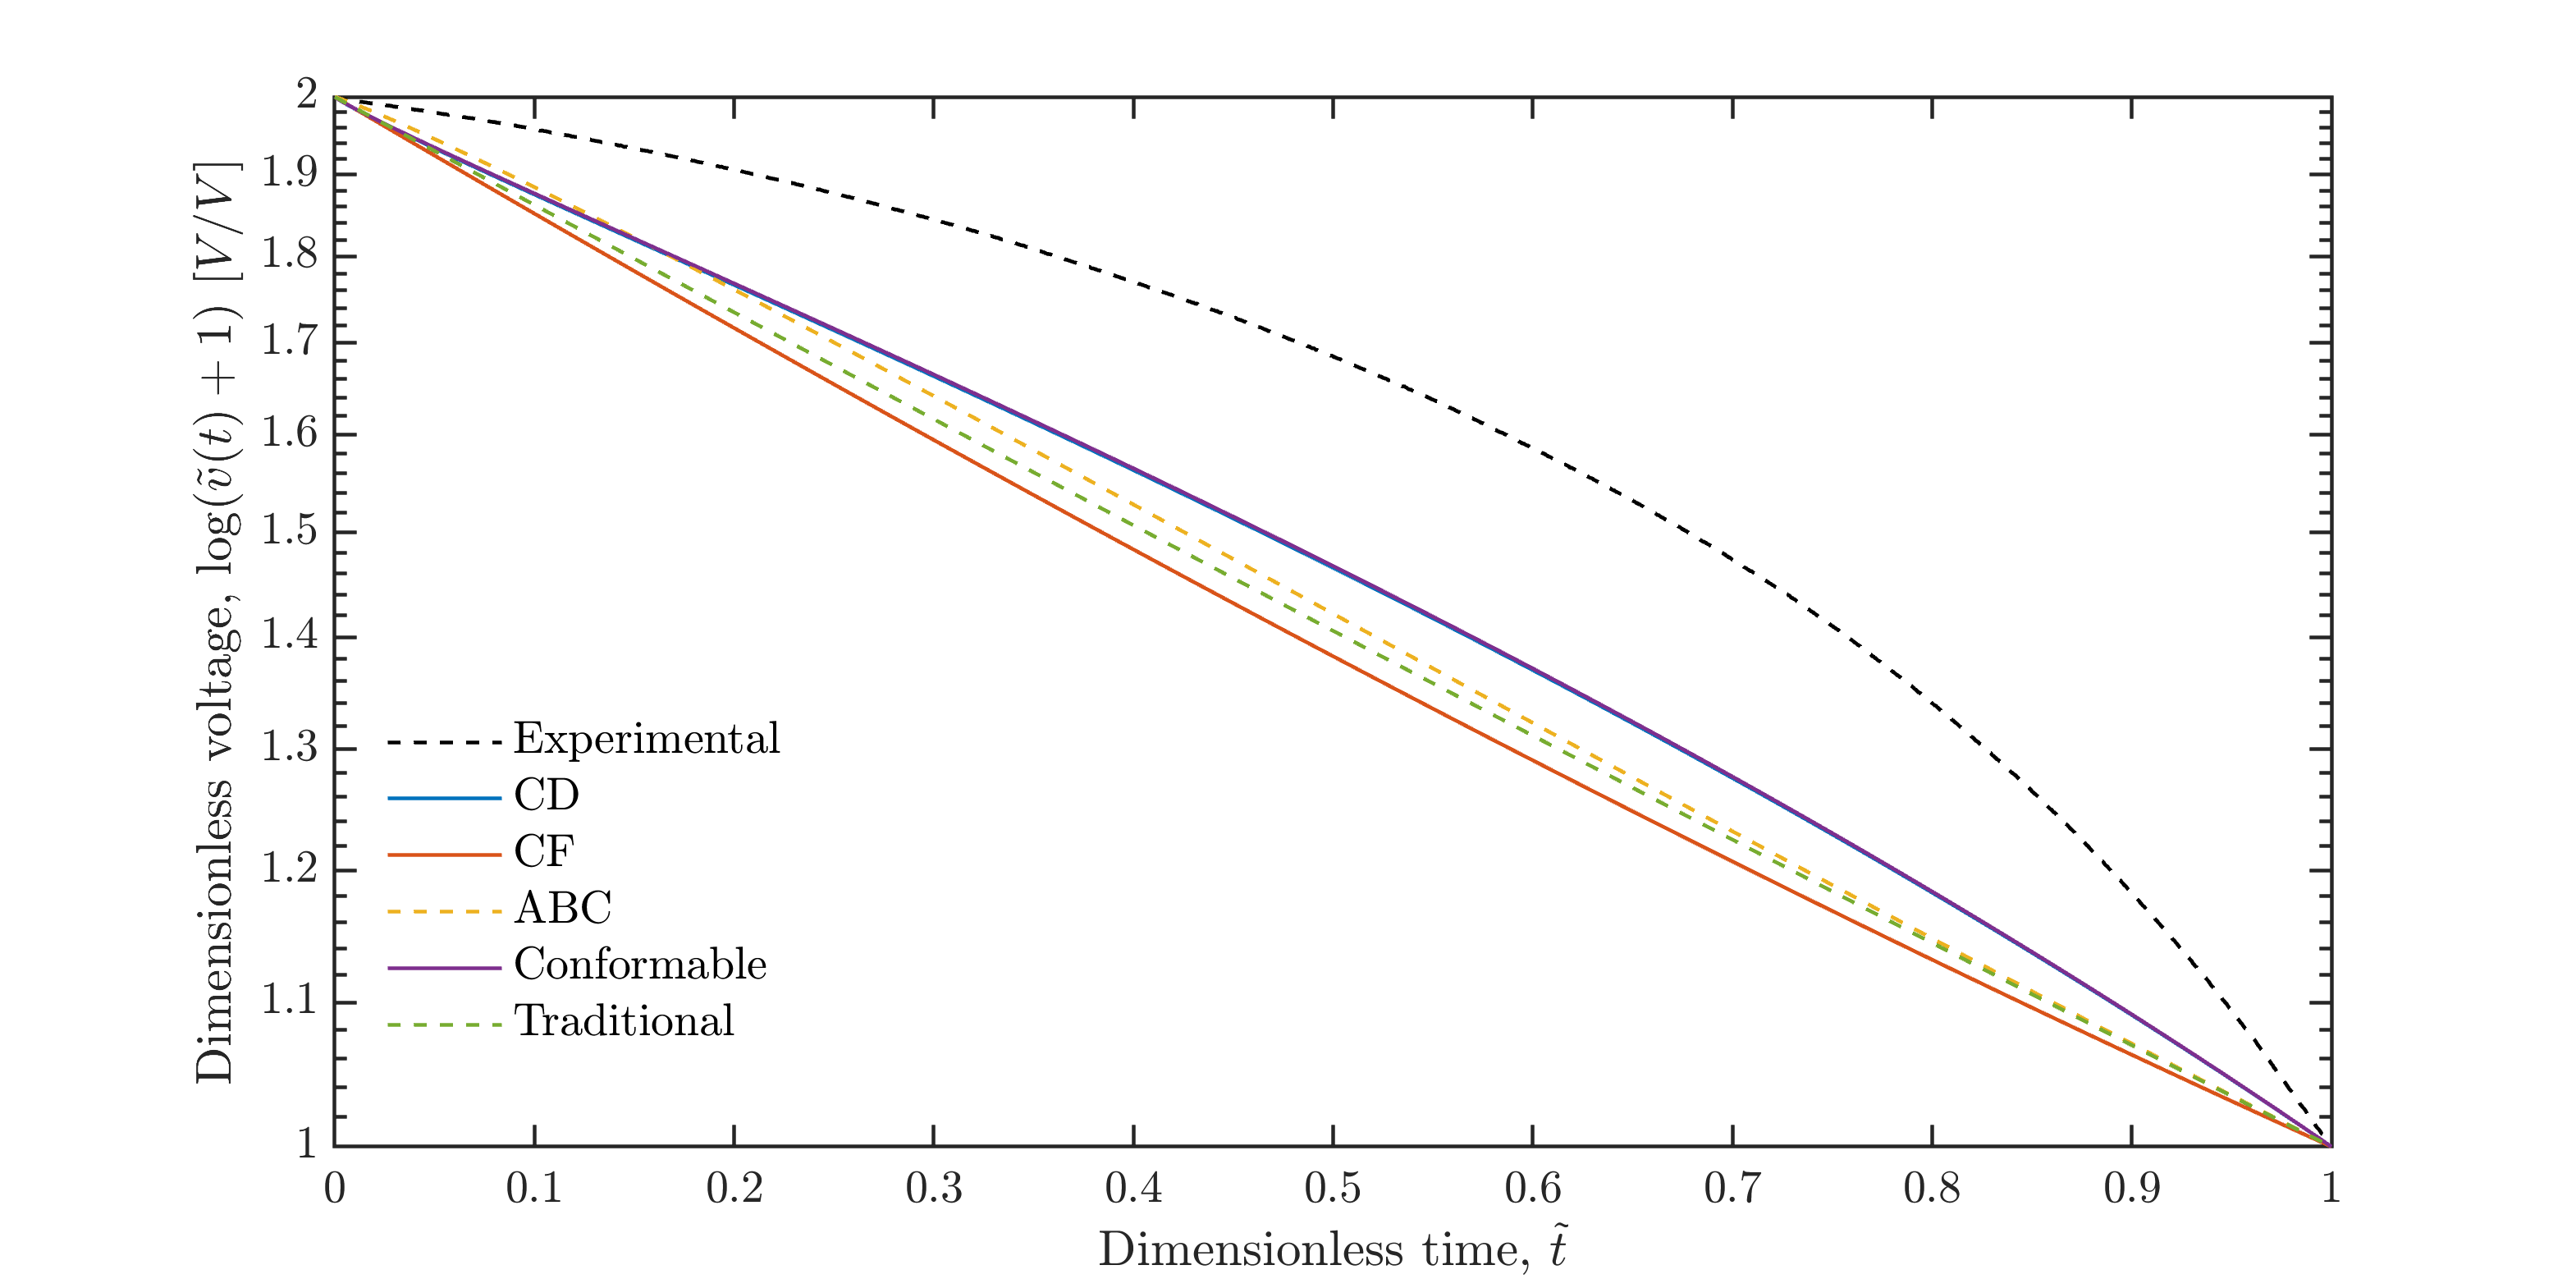 Dimensionless voltage, log(ṽ(t) + 1) [V/V]
2
1.9
1.8
1.7
1.6
1.5
1.4
1.3
1.2
1.1
1
Experimental
CD
CF
ABC
Conformable
Traditional
0 0.1 0.2 0.3 0.4 0.5 0.6 0.7 0.8 0.9 1
Dimensionless time, t̃